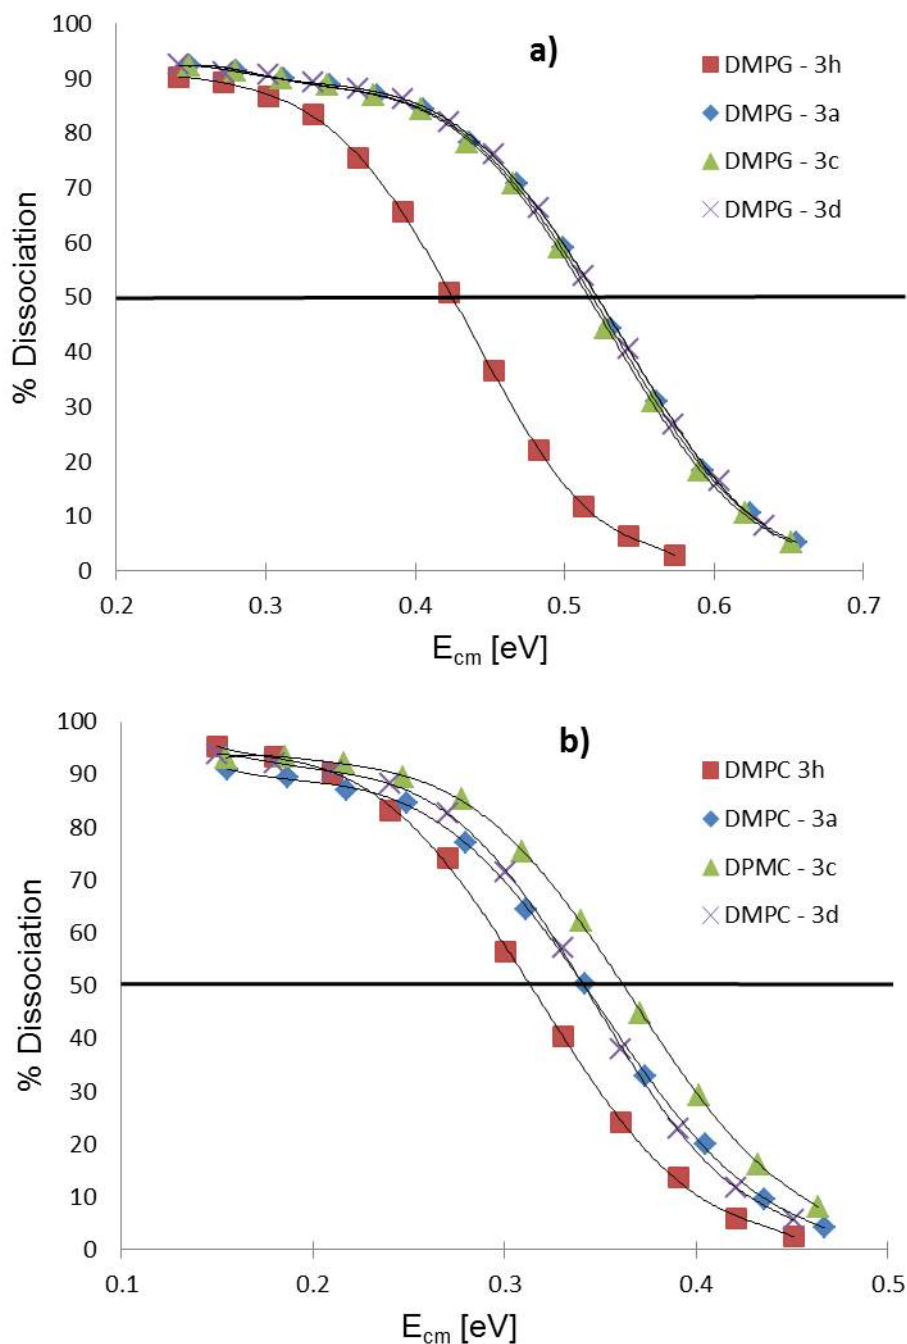 a)
100
90
80
70
60
50
40
30
20
10
0
% Dissociation
0.2 0.3 0.4 0.5 0.6 0.7
E_cm [eV]
DMPG - 3h
DMPG - 3a
DMPG - 3c
DMPG - 3d
b)
100
90
80
70
60
50
40
30
20
10
0
% Dissociation
0.1 0.2 0.3 0.4 0.5
E_cm [eV]
DMPC 3h
DMPC - 3a
DPMC - 3c
DMPC - 3d